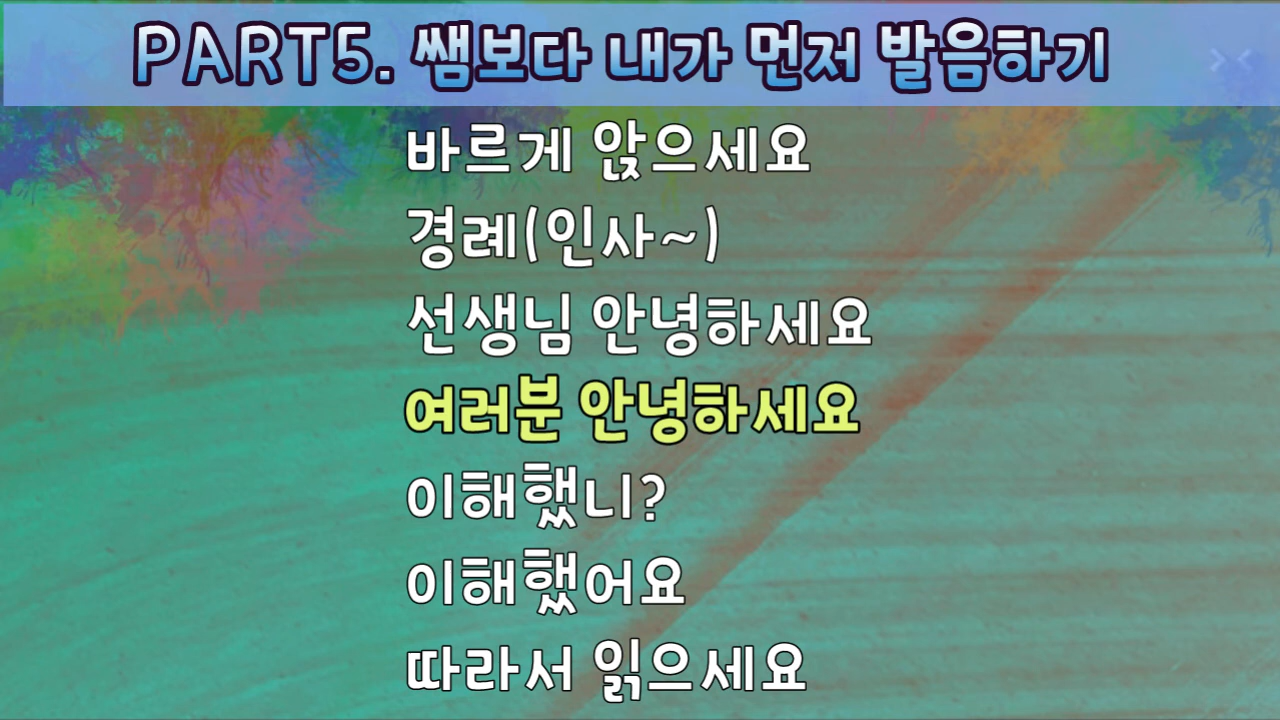 PART5. 쌤보다 내가 먼저 발음하기
바르게 앉으세요
경례(인사~)
선생님 안녕하세요
여러분 안녕하세요
이해했니?
이해했어요
따라서 읽으세요